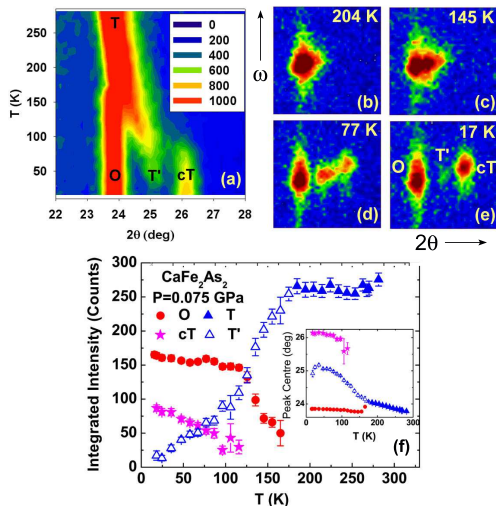 T
0
200
400
600
800
1000
250
200
150
100
50
T (K)
O
T'
cT
(a)
22
23
24
25
26
27
28
2θ (deg)
ω
204 K
(b)
145 K
(c)
77 K
(d)
17 K
O
T'
cT
(e)
2θ
300
250
200
150
100
50
0
Integrated Intensity (Counts)
CaFe₂As₂
P=0.075 GPa
O
T
cT
T'
26
25
24
Peak Centre (deg)
0
100
200
300
T (K)
(f)
0
50
100
150
200
250
300
T (K)